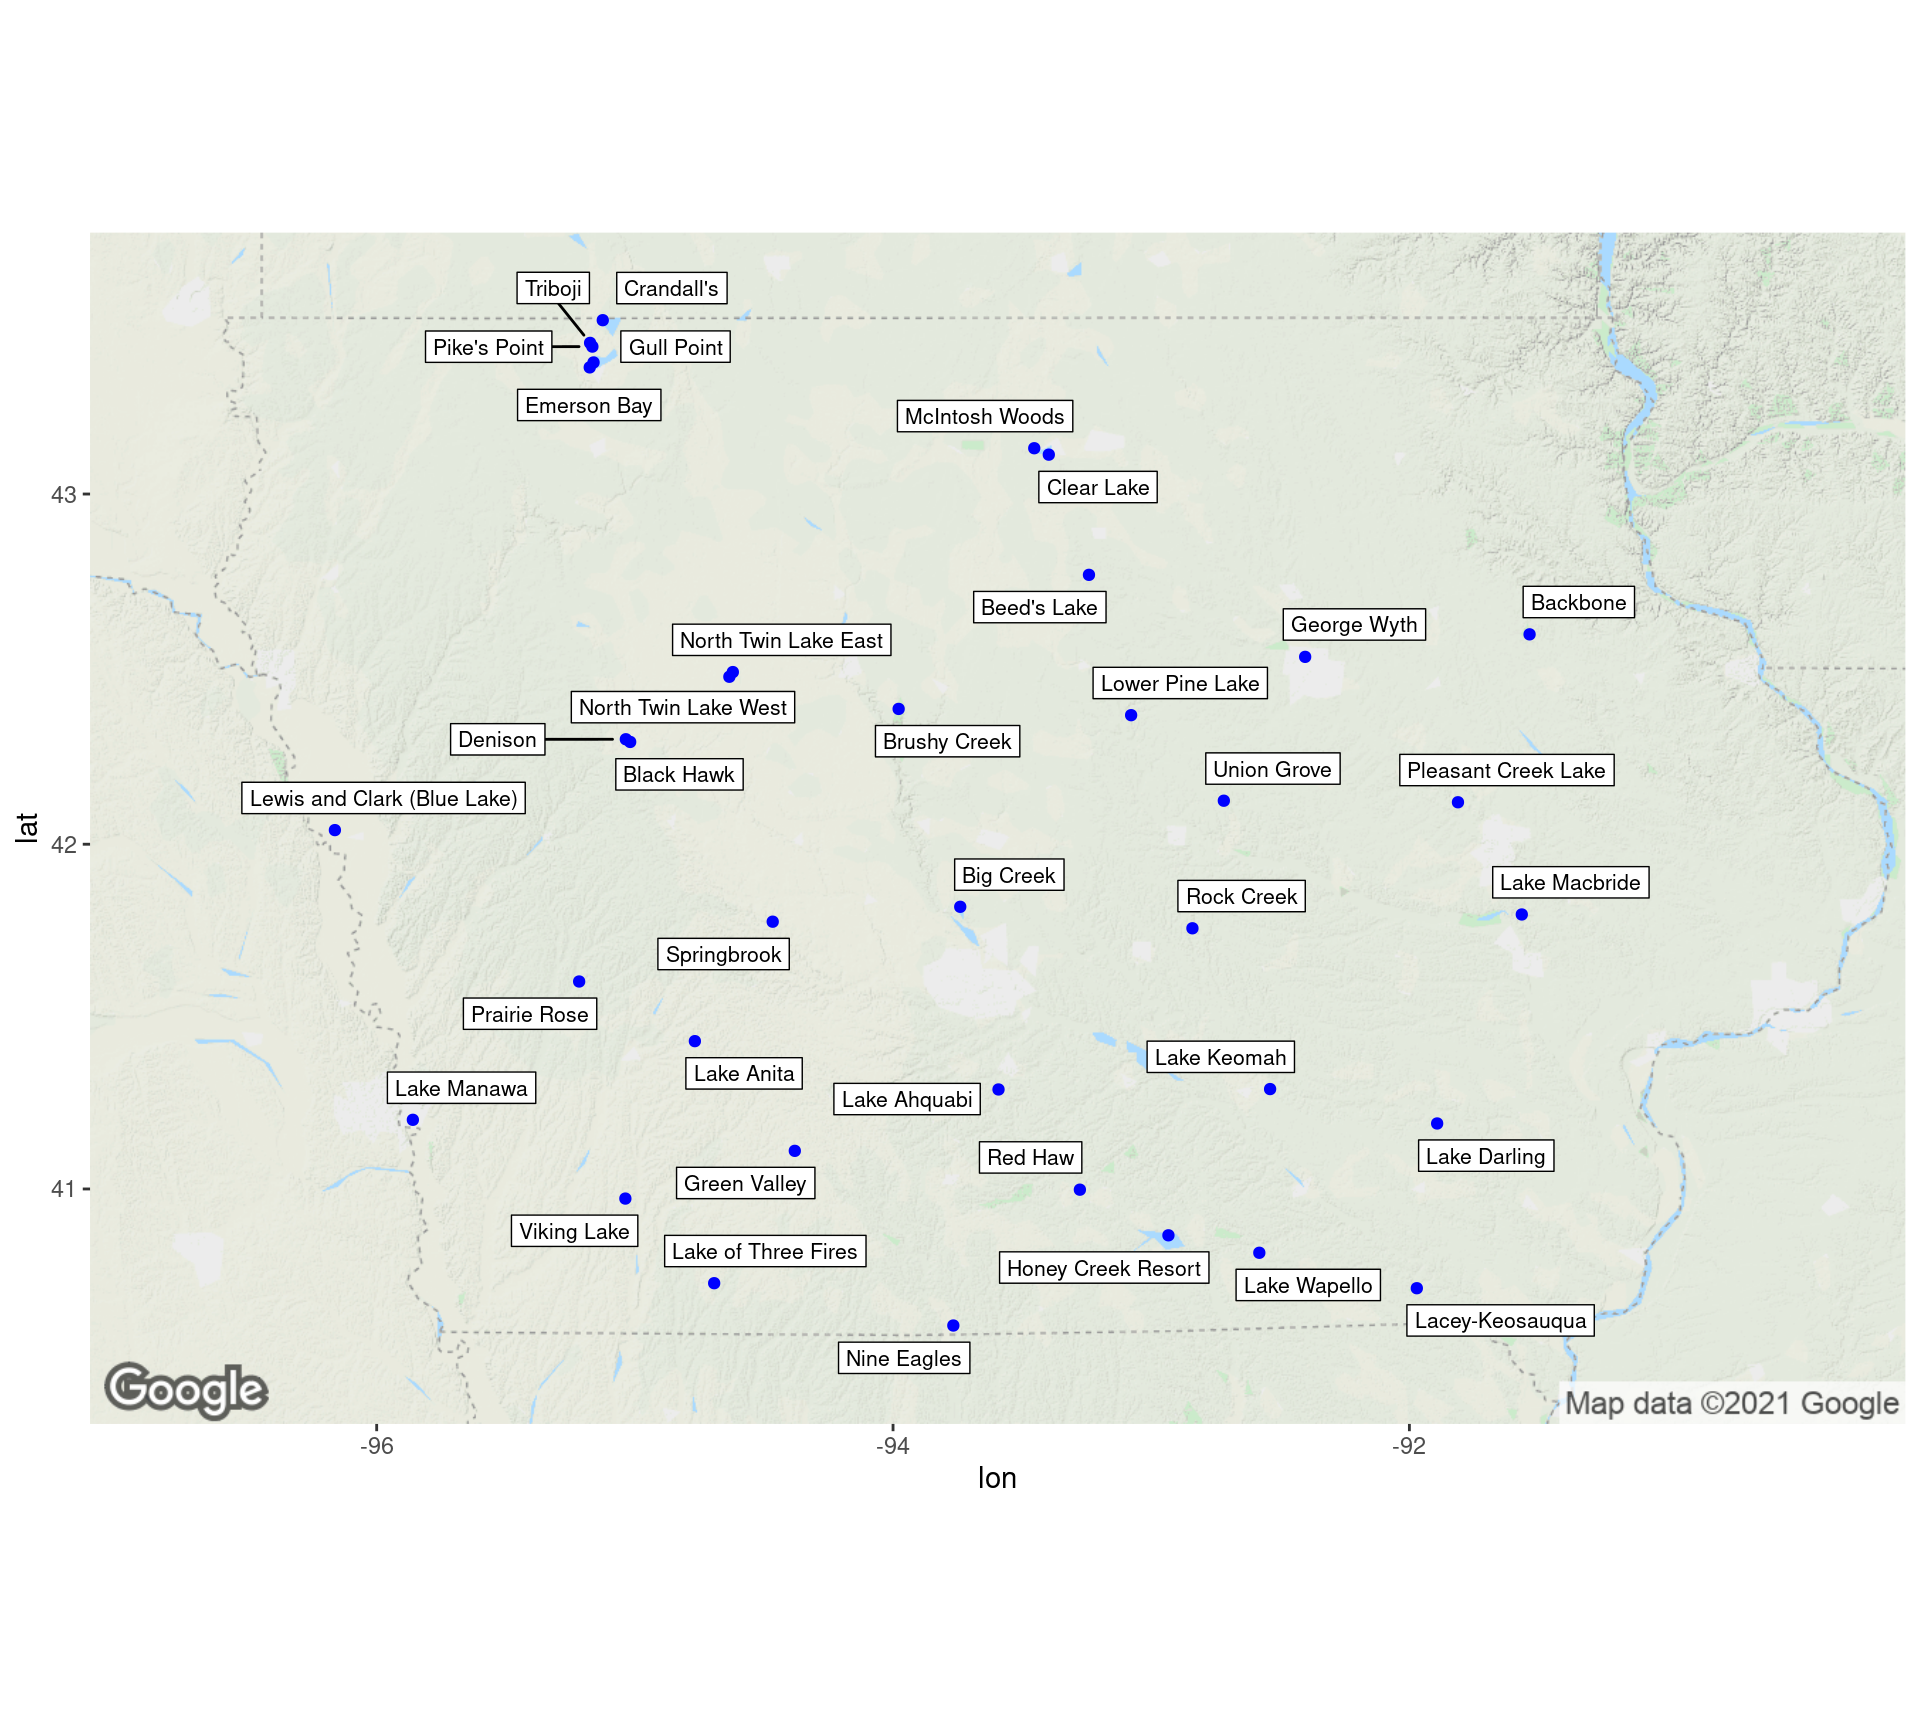 Triboji
Crandall's
Pike's Point
Gull Point
Emerson Bay
McIntosh Woods
43
Clear Lake
Beed's Lake
Backbone
George Wyth
North Twin Lake East
Lower Pine Lake
North Twin Lake West
Denison
Brushy Creek
Black Hawk
Union Grove
Pleasant Creek Lake
Lewis and Clark (Blue Lake)
lat
42
Big Creek
Lake Macbride
Rock Creek
Springbrook
Prairie Rose
Lake Keomah
Lake Anita
Lake Manawa
Lake Ahquabi
Lake Darling
Red Haw
41
Green Valley
Viking Lake
Lake of Three Fires
Honey Creek Resort
Lake Wapello
Lacey-Keosauqua
Nine Eagles
Google
Map data ©2021 Google
-96
-94
-92
lon